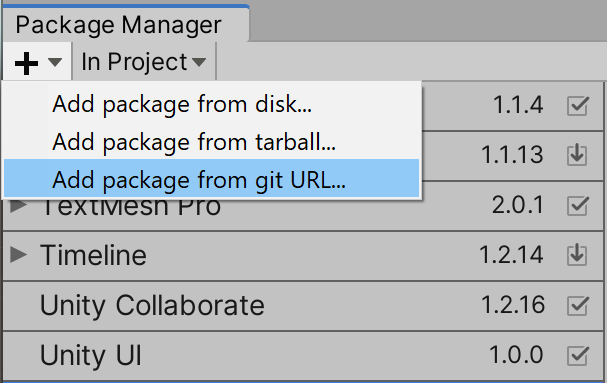 Package Manager
+ In Project
Add package from disk... 1.1.4
Add package from tarball... 1.1.13
Add package from git URL...
TextMesh Pro 2.0.1
Timeline 1.2.14
Unity Collaborate 1.2.16
Unity UI 1.0.0